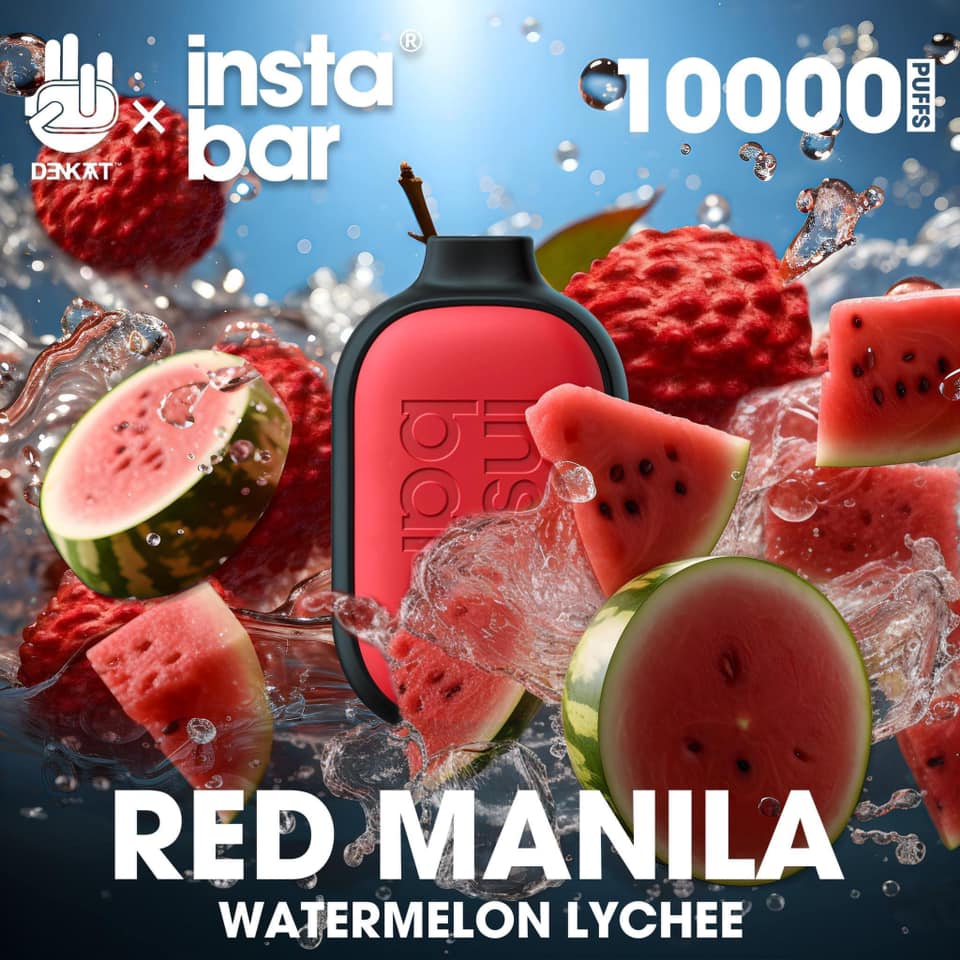 DENKAT™
×
insta®
bar
10000 PUFFS
insta
bar
RED MANILA
WATERMELON LYCHEE